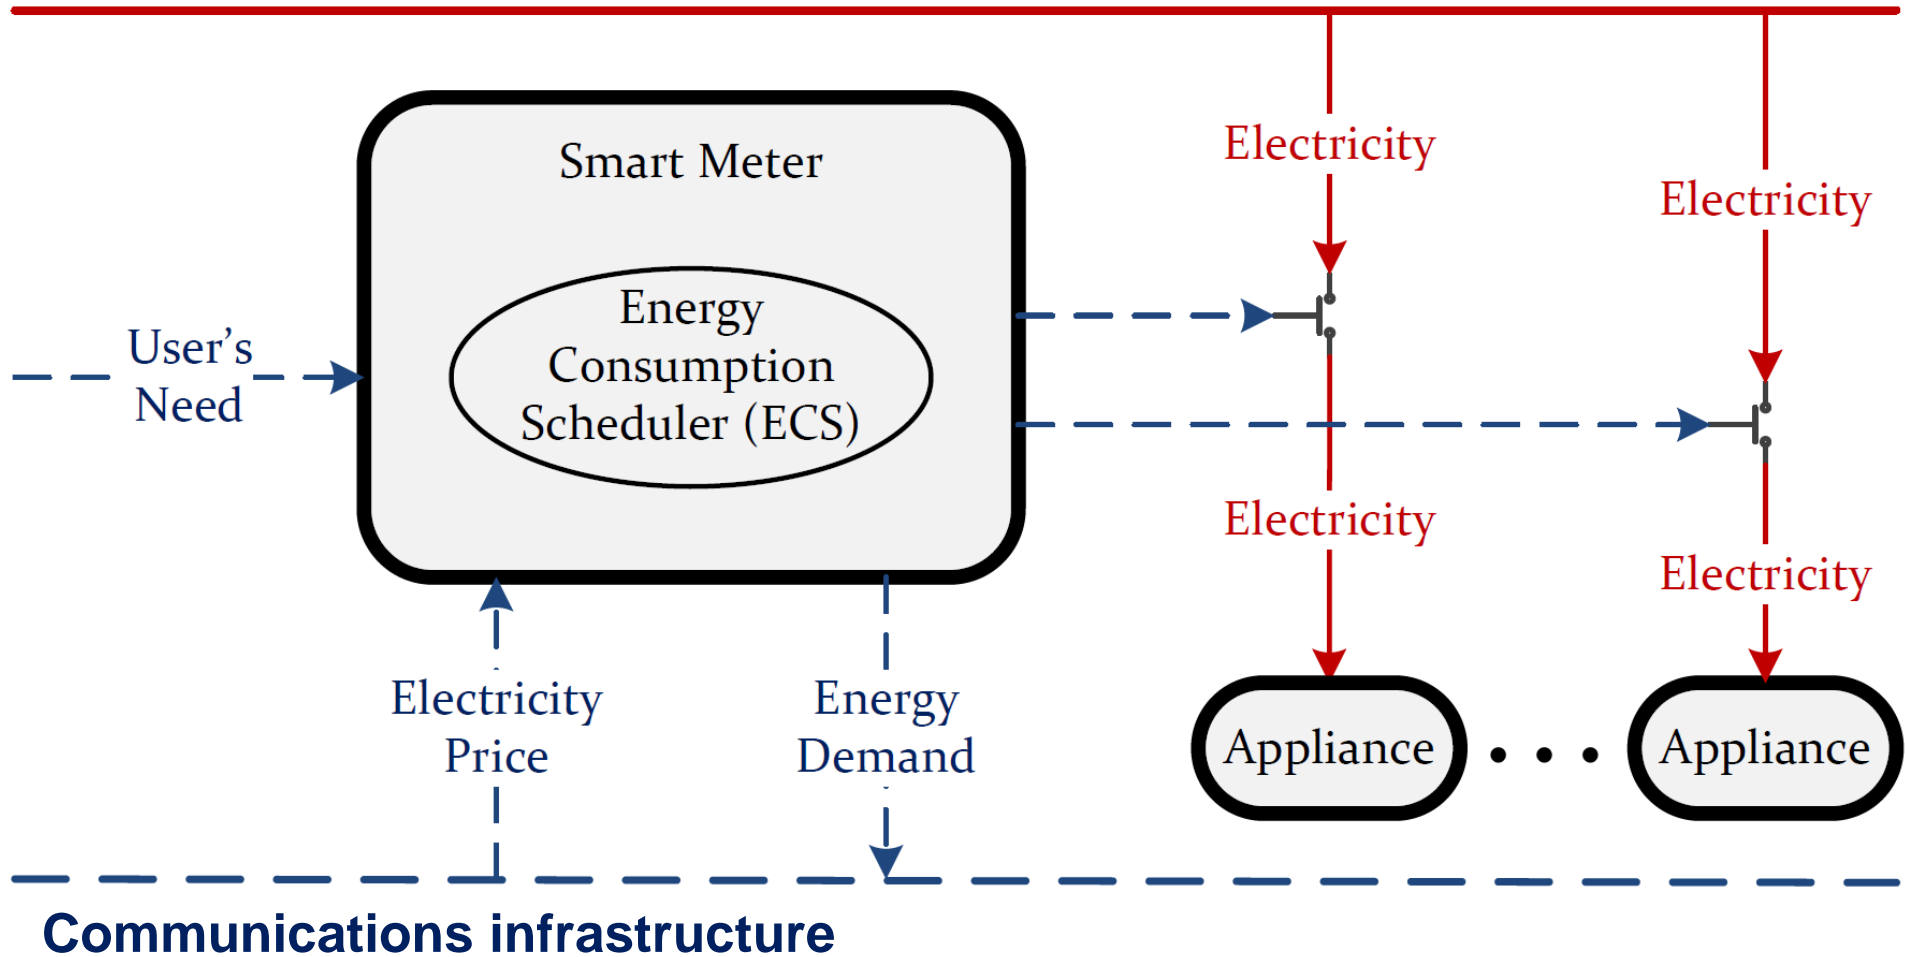 Smart Meter
Energy
Consumption
Scheduler (ECS)
User’s
Need
Electricity
Electricity
Electricity
Electricity
Electricity
Price
Energy
Demand
Appliance
Appliance
Communications infrastructure